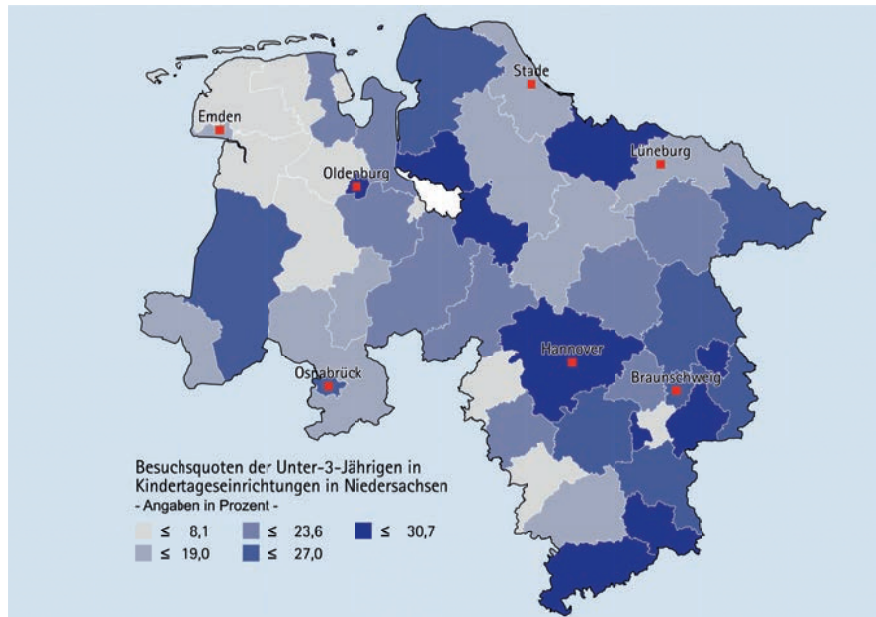 Stade
Emden
Lüneburg
Oldenburg
Hannover
Osnabrück
Braunschweig
Besuchsquoten der Unter-3-Jährigen in
Kindertageseinrichtungen in Niedersachsen
- Angaben in Prozent -
≤ 8,1 ≤ 23,6 ≤ 30,7
≤ 19,0 ≤ 27,0